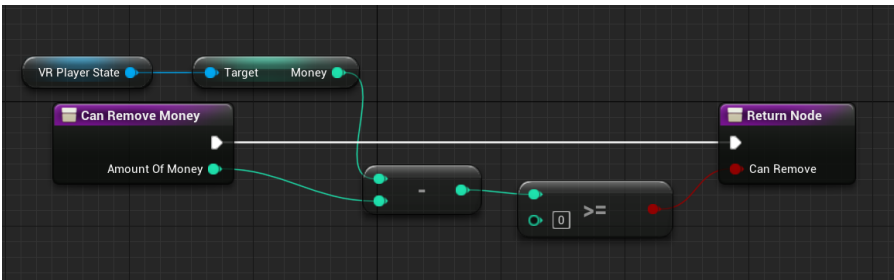 VR Player State
Target Money
Can Remove Money
Return Node
Amount Of Money
Can Remove
-
0 >=